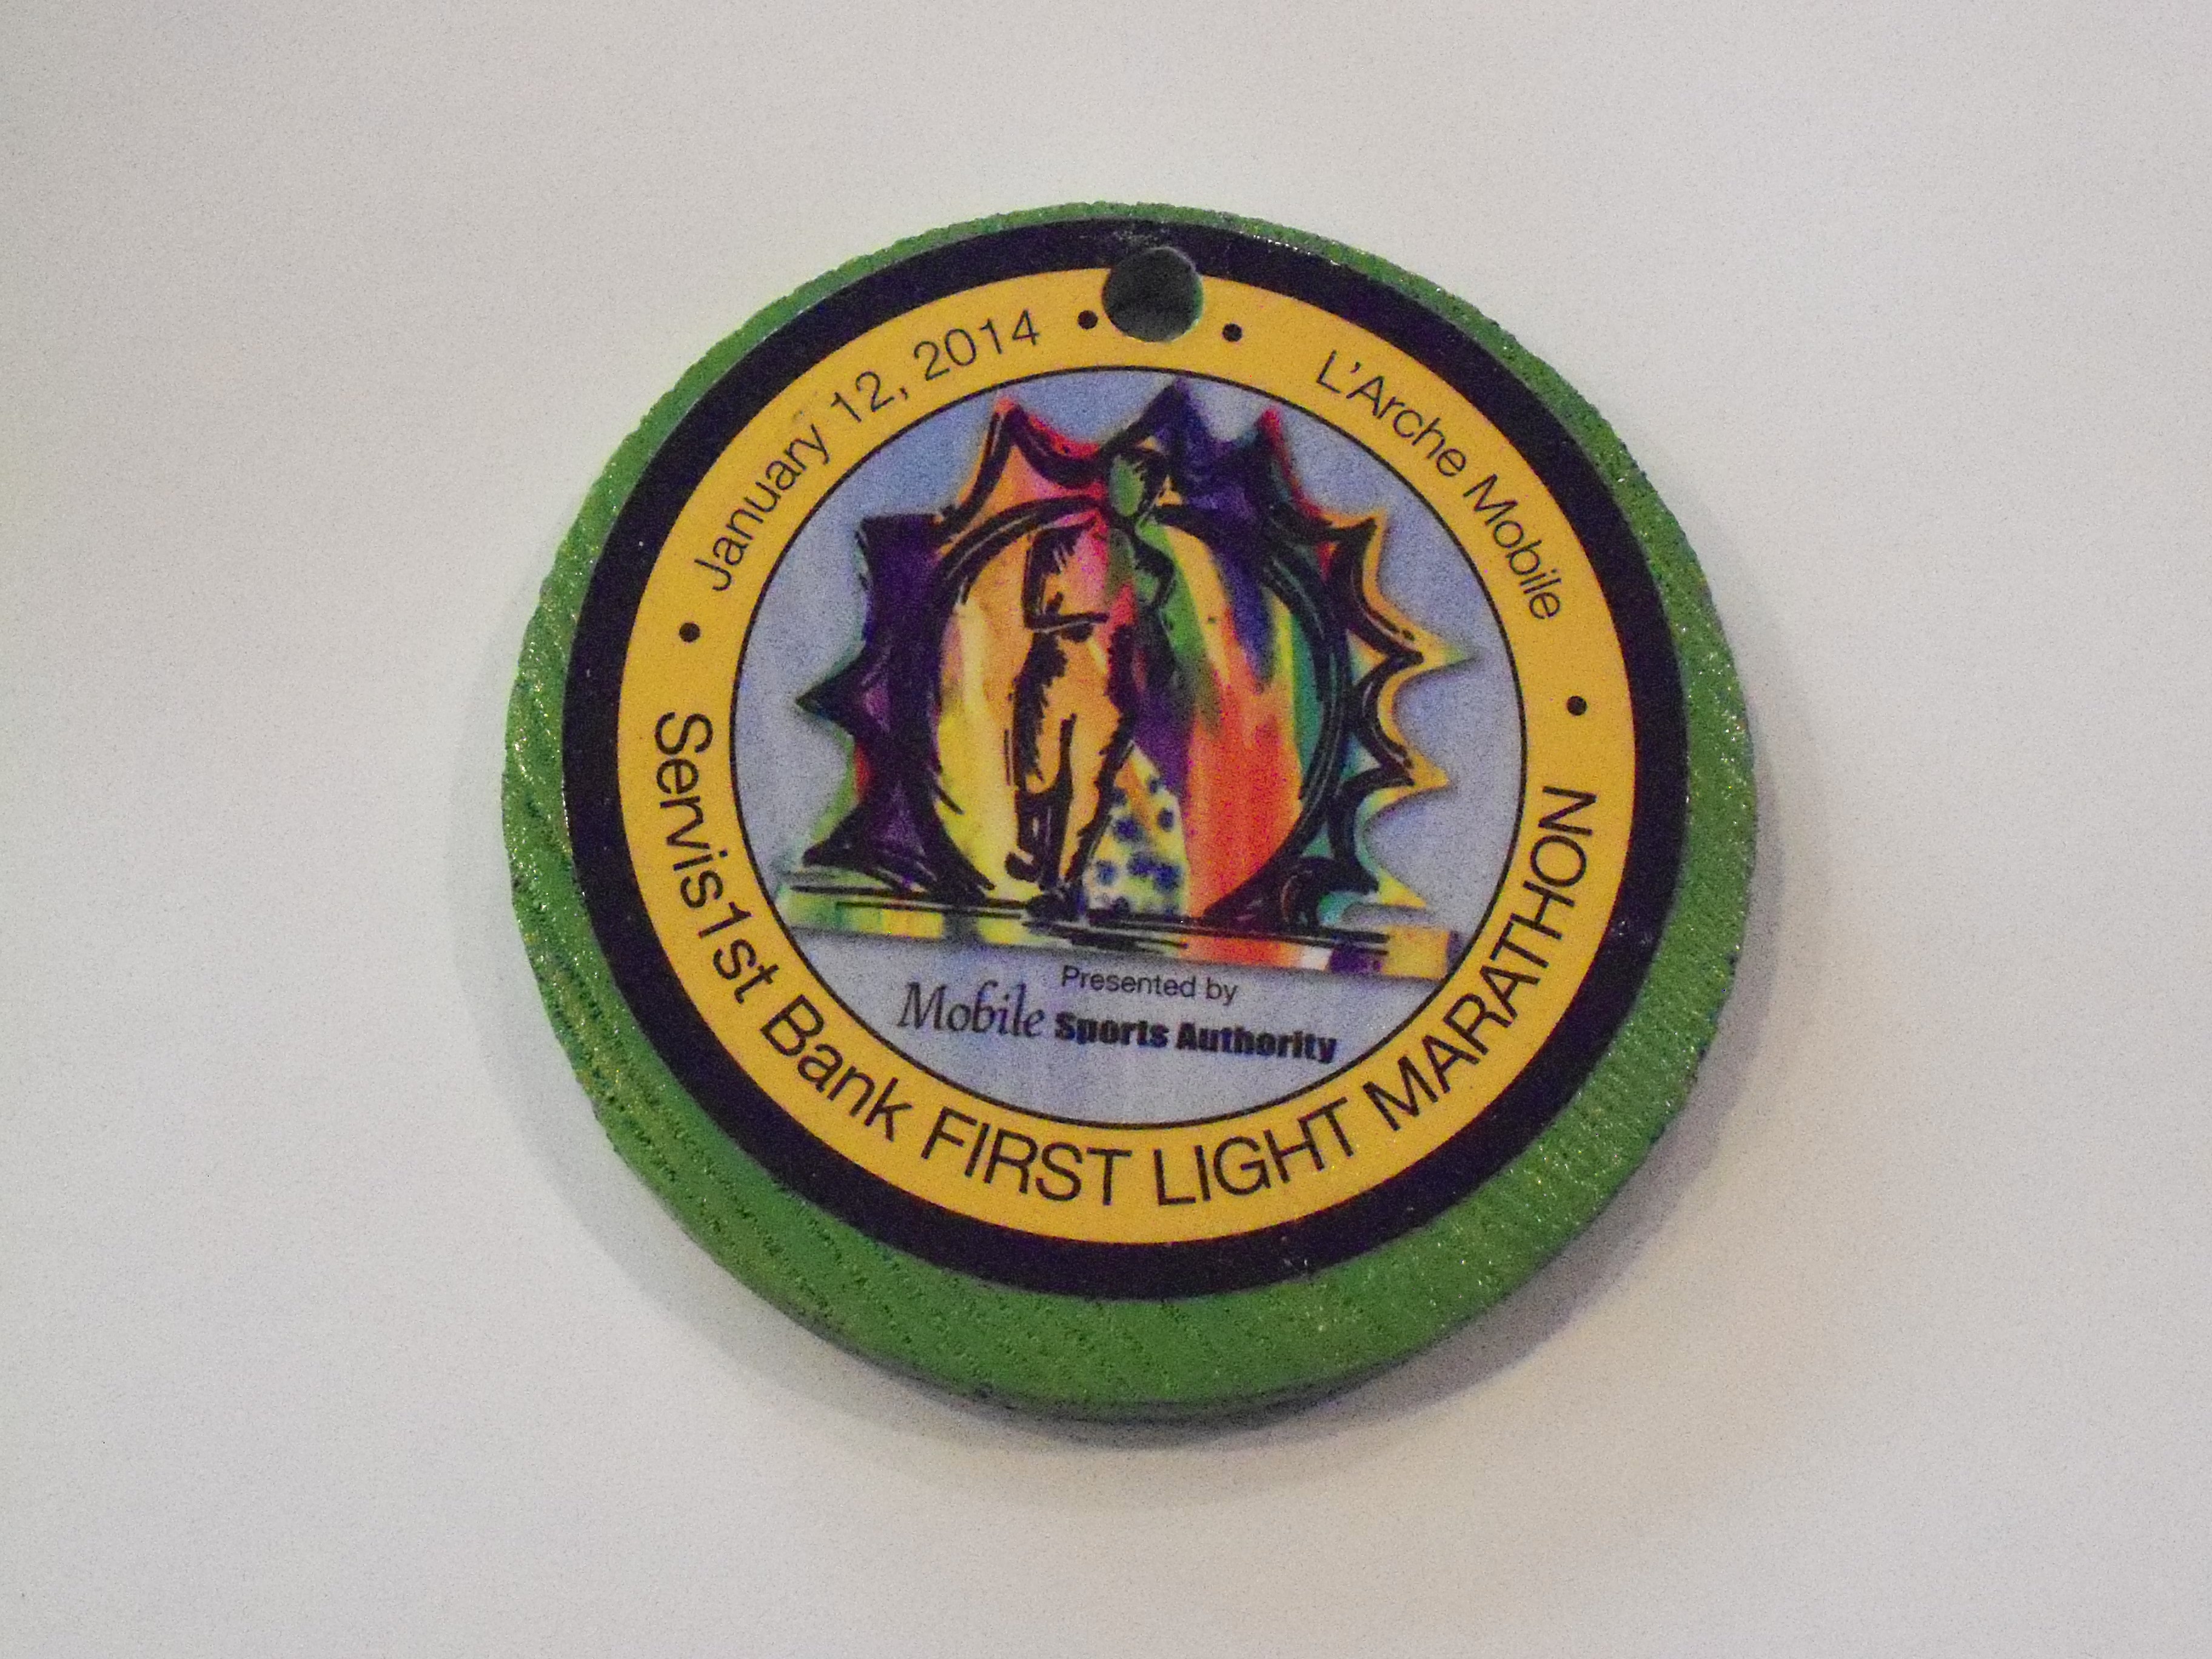 January 12, 2014
L'Arche Mobile
Servis1st Bank FIRST LIGHT MARATHON
Presented by
Mobile Sports Authority